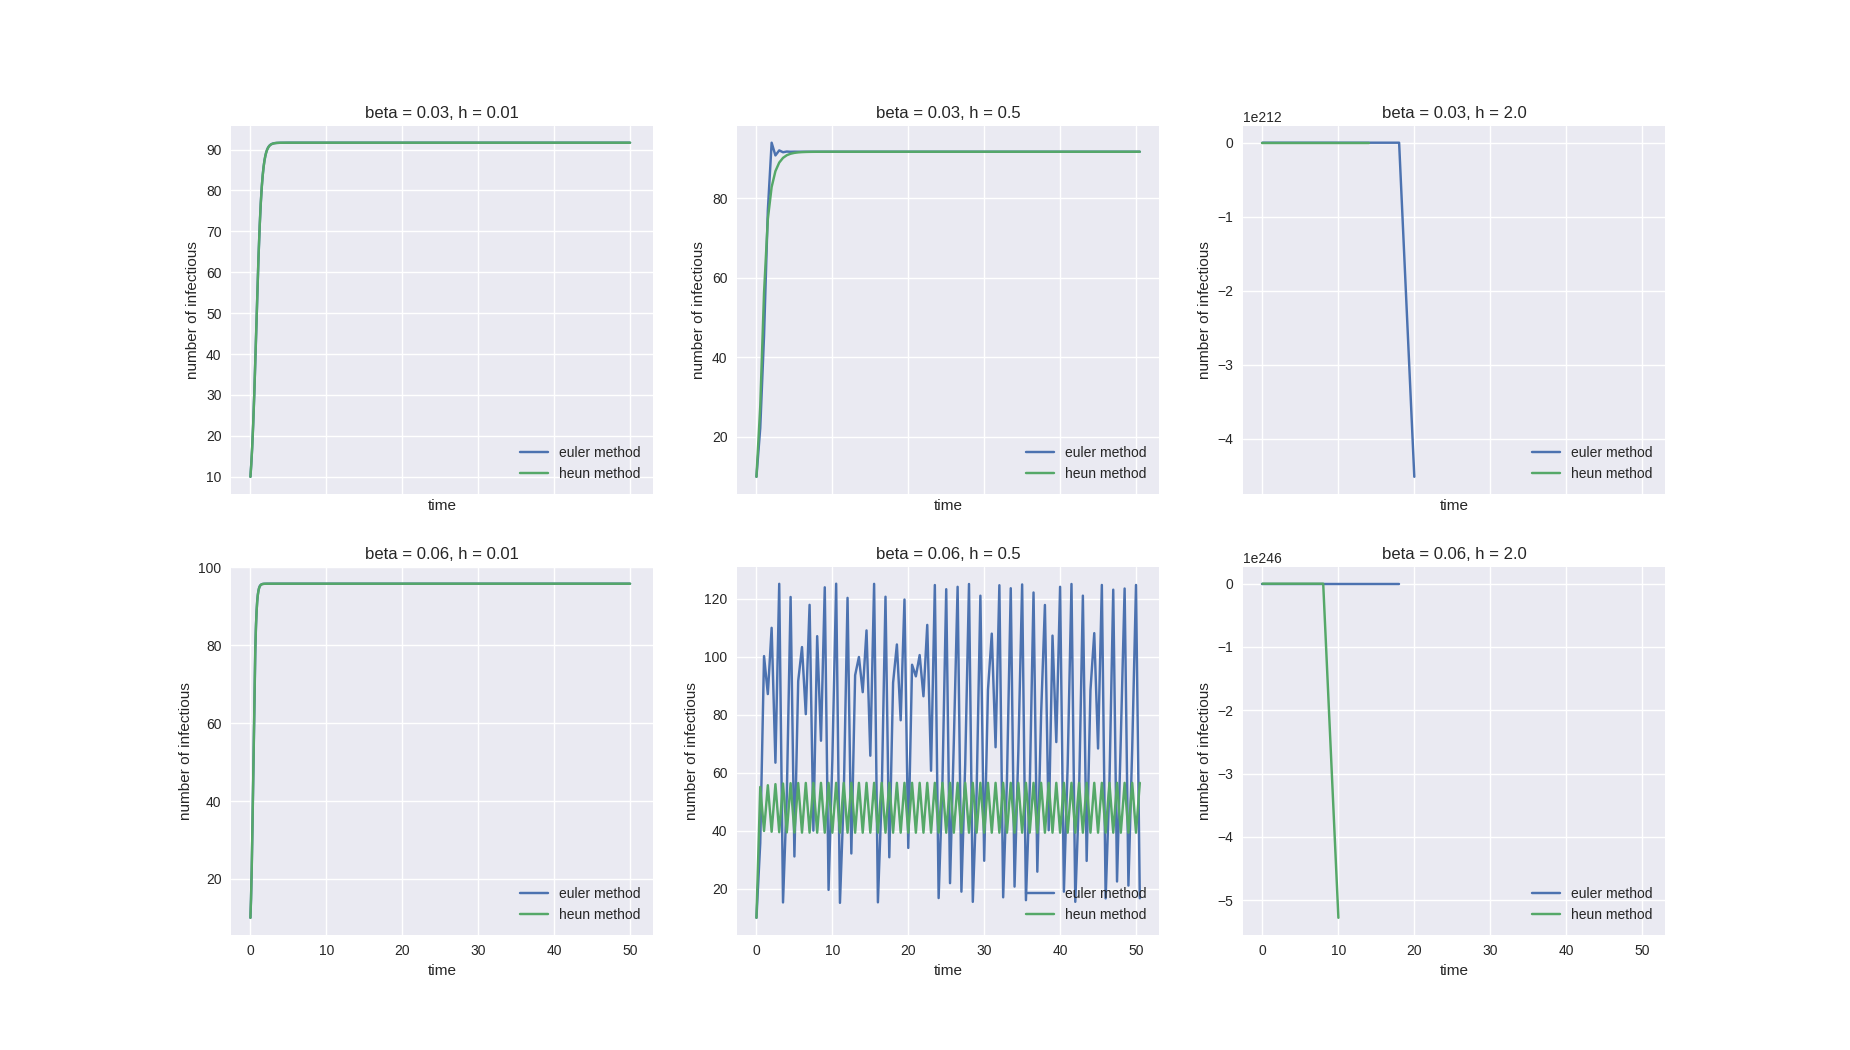 beta = 0.03, h = 0.01
number of infectious
90
80
70
60
50
40
30
20
10
euler method
heun method
time
beta = 0.03, h = 0.5
number of infectious
80
60
40
20
euler method
heun method
time
beta = 0.03, h = 2.0
1e212
number of infectious
0
−1
−2
−3
−4
euler method
heun method
time
beta = 0.06, h = 0.01
number of infectious
100
80
60
40
20
euler method
heun method
0 10 20 30 40 50
time
beta = 0.06, h = 0.5
number of infectious
120
100
80
60
40
20
euler method
heun method
0 10 20 30 40 50
time
beta = 0.06, h = 2.0
1e246
number of infectious
0
−1
−2
−3
−4
−5
euler method
heun method
0 10 20 30 40 50
time